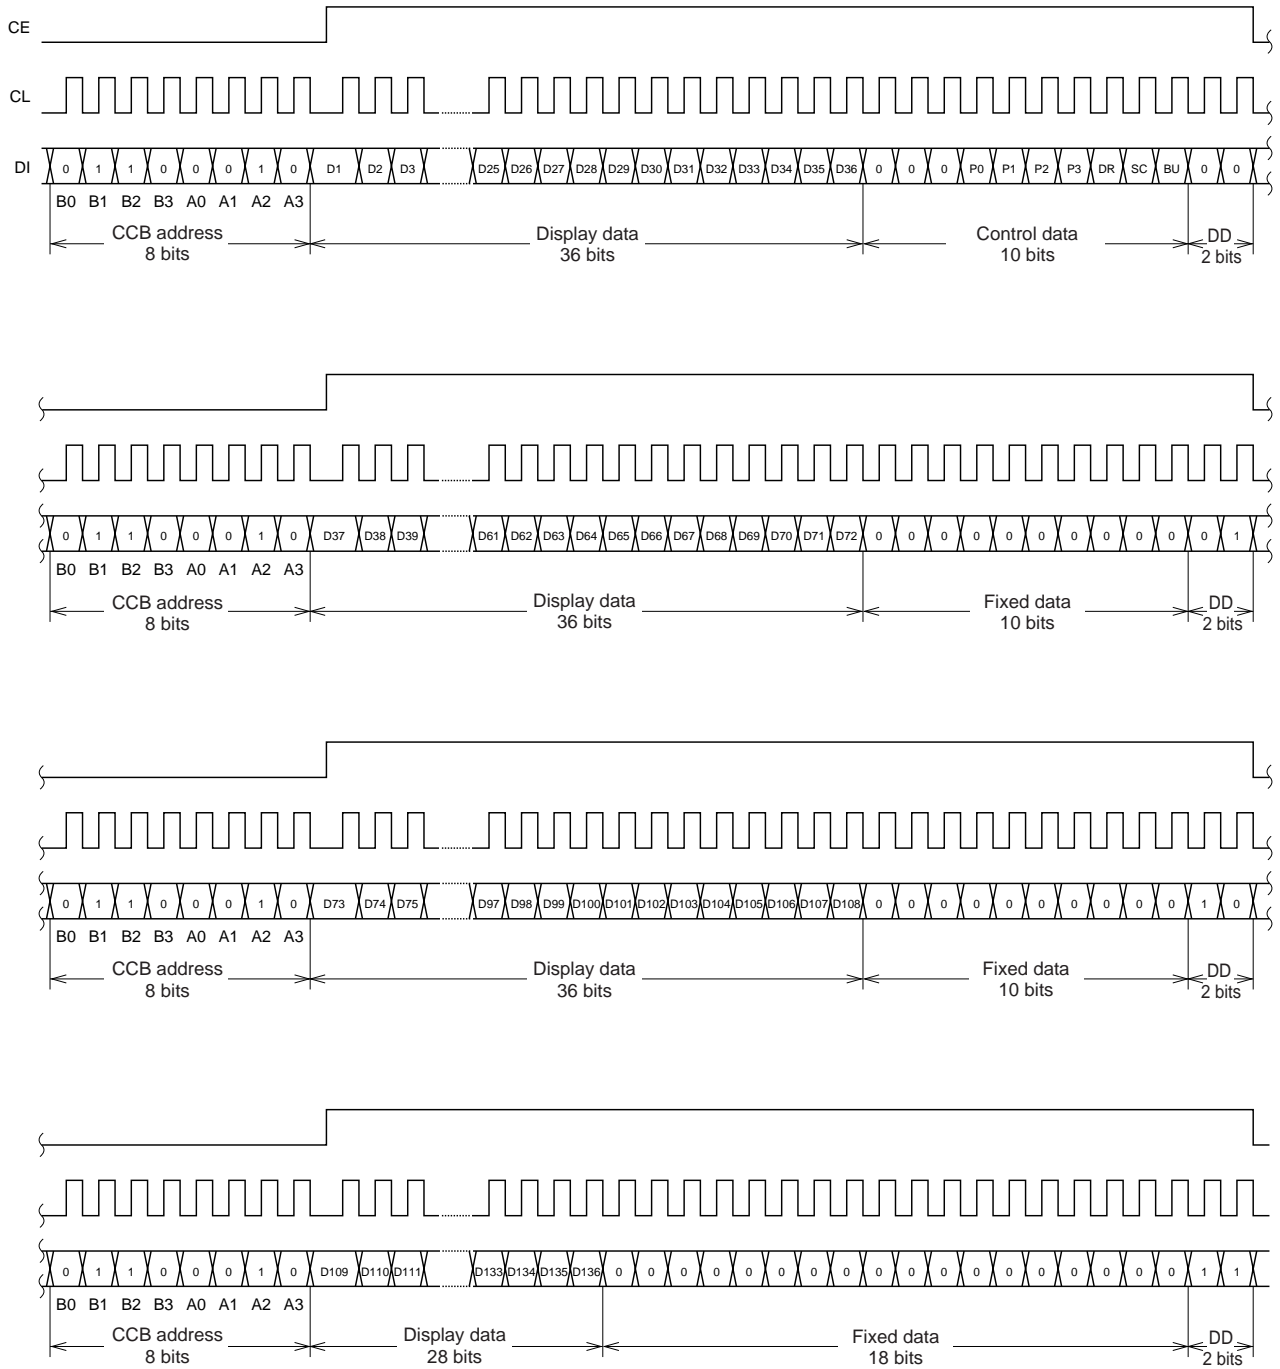 CE
CL
DI 0 1 1 0 0 0 1 0 D1 D2 D3 D25 D26 D27 D28 D29 D30 D31 D32 D33 D34 D35 D36 0 0 0 P0 P1 P2 P3 DR SC BU 0 0
B0 B1 B2 B3 A0 A1 A2 A3
CCB address Display data Control data DD
8 bits 36 bits 10 bits 2 bits
0 1 1 0 0 0 1 0 D37 D38 D39 D61 D62 D63 D64 D65 D66 D67 D68 D69 D70 D71 D72 0 0 0 0 0 0 0 0 0 0 0 1
B0 B1 B2 B3 A0 A1 A2 A3
CCB address Display data Fixed data DD
8 bits 36 bits 10 bits 2 bits
0 1 1 0 0 0 1 0 D73 D74 D75 D97 D98 D99 D100 D101 D102 D103 D104 D105 D106 D107 D108 0 0 0 0 0 0 0 0 0 0 1 0
B0 B1 B2 B3 A0 A1 A2 A3
CCB address Display data Fixed data DD
8 bits 36 bits 10 bits 2 bits
0 1 1 0 0 0 1 0 D109 D110 D111 D133 D134 D135 D136 0 0 0 0 0 0 0 0 0 0 0 0 0 0 0 0 0 0 1 1
B0 B1 B2 B3 A0 A1 A2 A3
CCB address Display data Fixed data DD
8 bits 28 bits 18 bits 2 bits